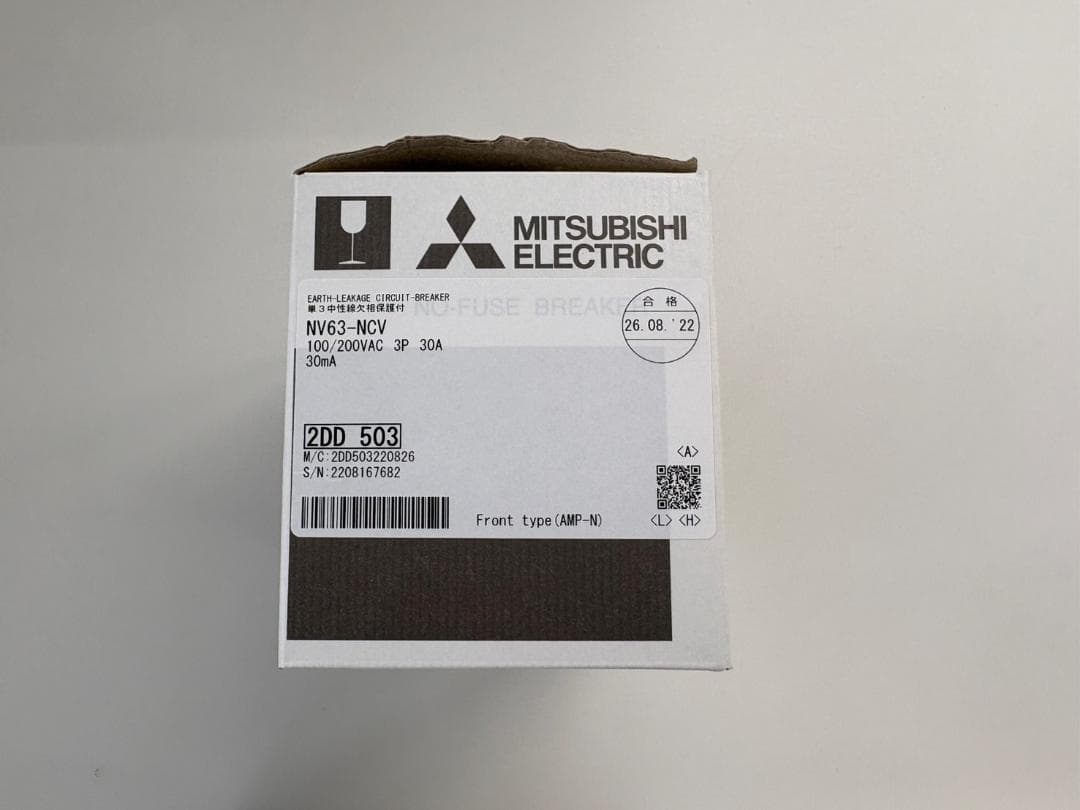 MITSUBISHI
ELECTRIC
NO-FUSE BREAKER
EARTH-LEAKAGE CIRCUIT-BREAKER
単3中性線欠相保護付
NV63-NCV
100/200VAC 3P 30A
30mA
合格
26.08.'22
2DD 503
M/C:2DD503220826
S/N:2208167682
<A>
Front type(AMP-N)
<L> <H>